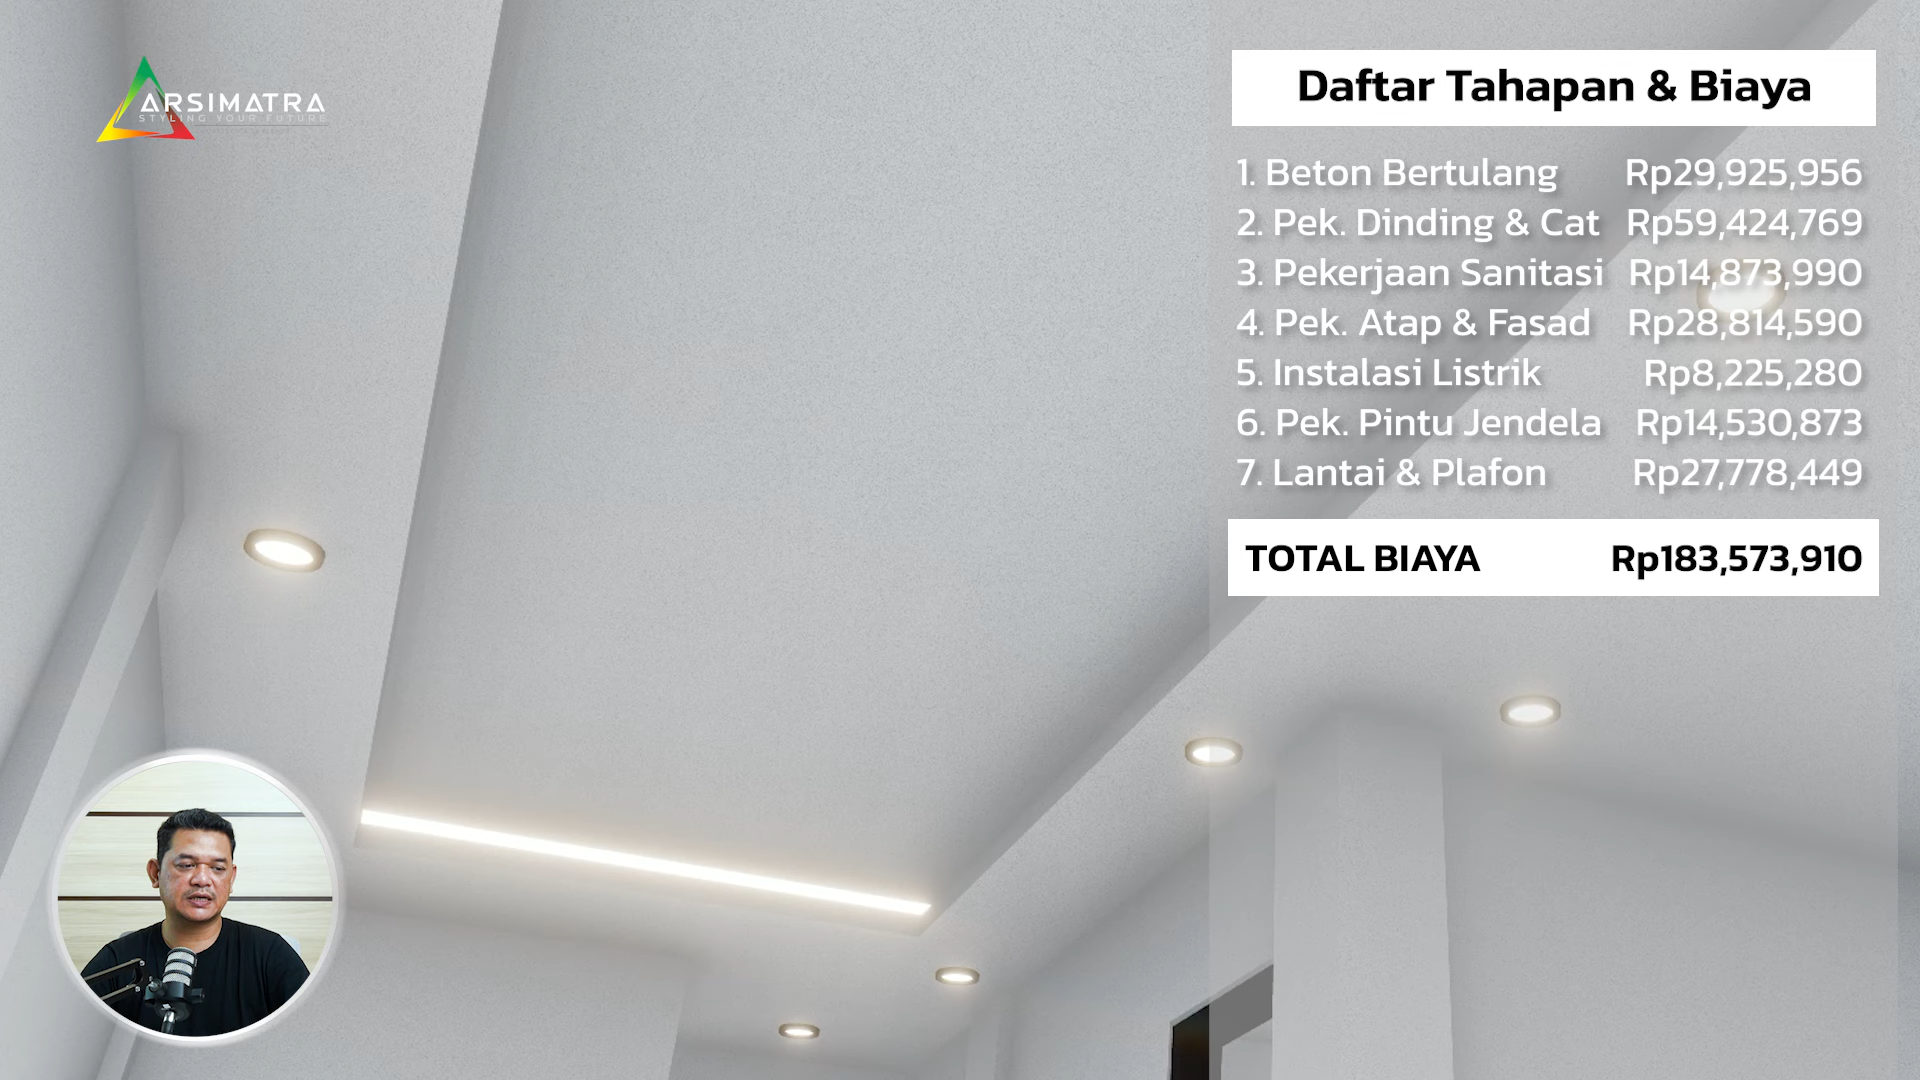 ARSIMATRA
STYLING YOUR FUTURE
Daftar Tahapan & Biaya
1. Beton Bertulang Rp29,925,956
2. Pek. Dinding & Cat Rp59,424,769
3. Pekerjaan Sanitasi Rp14,873,990
4. Pek. Atap & Fasad Rp28,814,590
5. Instalasi Listrik Rp8,225,280
6. Pek. Pintu Jendela Rp14,530,873
7. Lantai & Plafon Rp27,778,449
TOTAL BIAYA Rp183,573,910